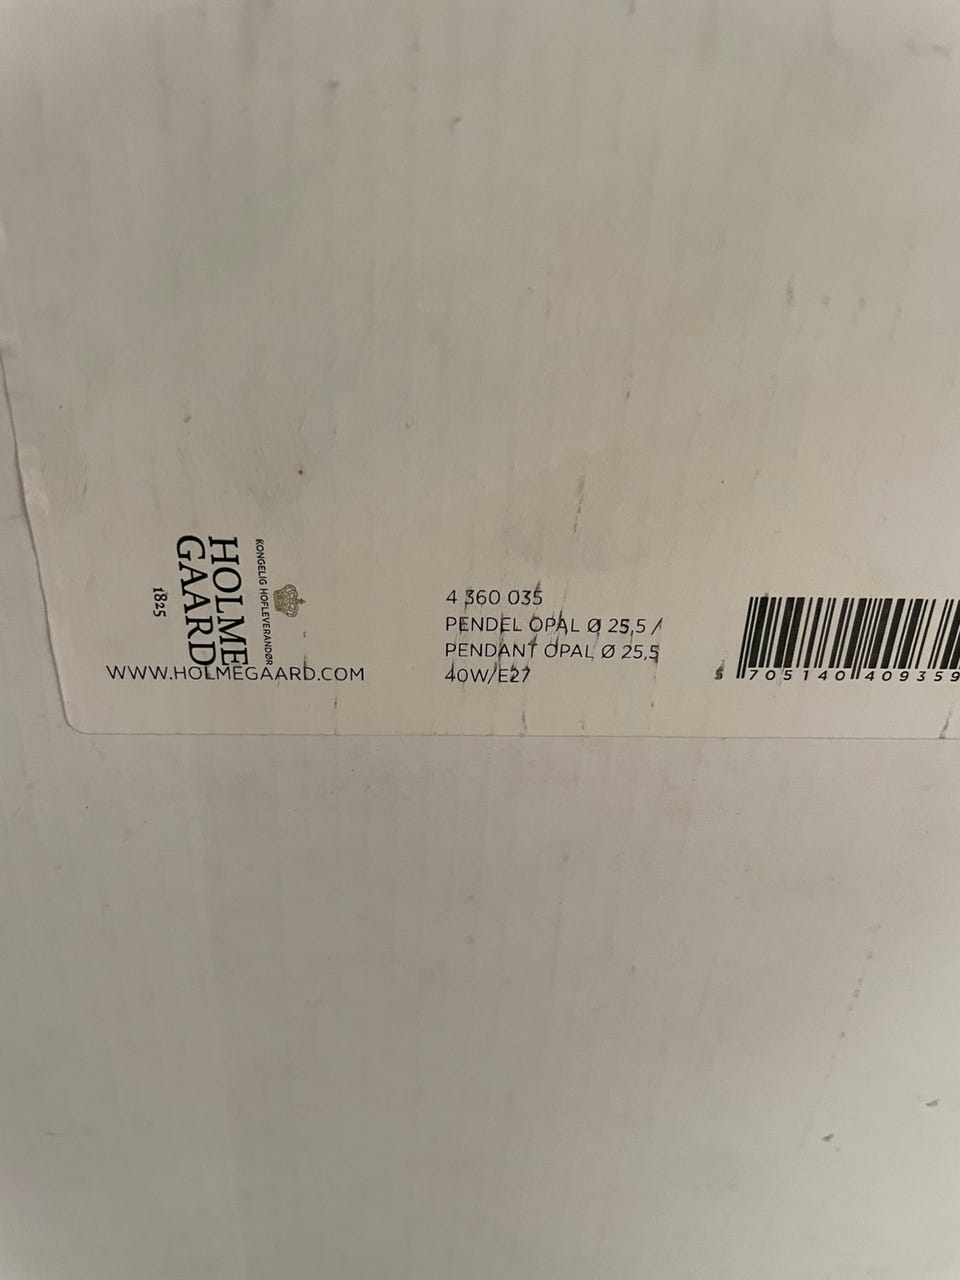 KONGELIG HOFLEVERANDØR
HOLME
GAARD
1825
WWW.HOLMEGAARD.COM
4 360 035
PENDEL OPAL Ø 25,5 /
PENDANT OPAL Ø 25,5
40W/E27
5 705140 409359